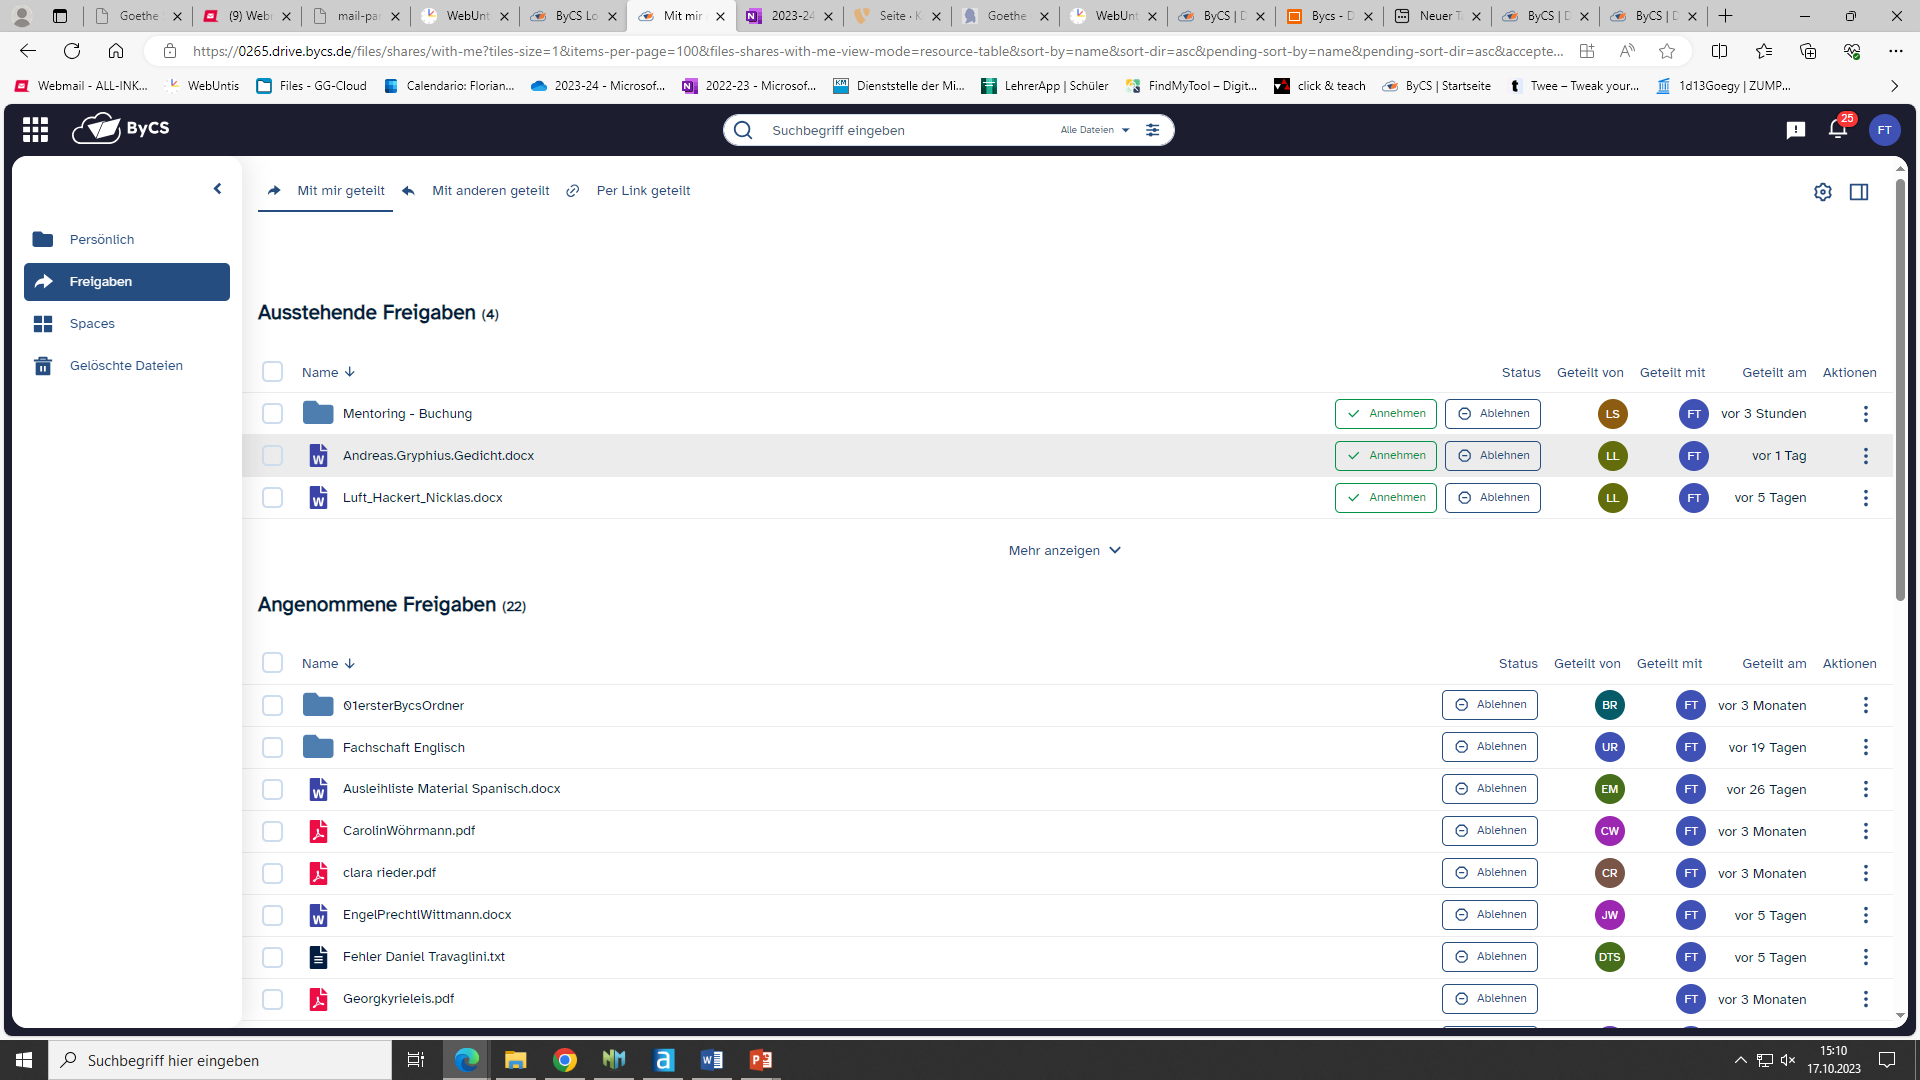 Goethe
(9) Webm
mail-par
WebUnt
ByCS Lo
Mit mir
2023-24
Seite ‹ K
Goethe
WebUnt
ByCS | D
Bycs - D
Neuer T
ByCS | D
ByCS | D
https://0265.drive.bycs.de/files/shares/with-me?tiles-size=1&items-per-page=100&files-shares-with-me-view-mode=resource-table&sort-by=name&sort-dir=asc&pending-sort-by=name&pending-sort-dir=asc&accepte...
Webmail - ALL-INK...
WebUntis
Files - GG-Cloud
Calendario: Florian...
2023-24 - Microsof...
2022-23 - Microsof...
Dienststelle der Mi...
LehrerApp | Schüler
FindMyTool – Digit...
click & teach
ByCS | Startseite
Twee – Tweak your...
1d13Goegy | ZUMP...
ByCS
Suchbegriff eingeben
Alle Dateien
25
FT
Mit mir geteilt
Mit anderen geteilt
Per Link geteilt
Persönlich
Freigaben
Spaces
Gelöschte Dateien
Ausstehende Freigaben (4)
Name Status Geteilt von Geteilt mit Geteilt am Aktionen
Mentoring - Buchung Annehmen Ablehnen LS FT vor 3 Stunden
Andreas.Gryphius.Gedicht.docx Annehmen Ablehnen LL FT vor 1 Tag
Luft_Hackert_Nicklas.docx Annehmen Ablehnen LL FT vor 5 Tagen
Mehr anzeigen
Angenommene Freigaben (22)
Name Status Geteilt von Geteilt mit Geteilt am Aktionen
01ersterBycsOrdner Ablehnen BR FT vor 3 Monaten
Fachschaft Englisch Ablehnen UR FT vor 19 Tagen
Ausleihliste Material Spanisch.docx Ablehnen EM FT vor 26 Tagen
CarolinWöhrmann.pdf Ablehnen CW FT vor 3 Monaten
clara rieder.pdf Ablehnen CR FT vor 3 Monaten
EngelPrechtlWittmann.docx Ablehnen JW FT vor 5 Tagen
Fehler Daniel Travaglini.txt Ablehnen DTS FT vor 5 Tagen
Georgkyrieleis.pdf Ablehnen FT vor 3 Monaten
Suchbegriff hier eingeben
15:10
17.10.2023